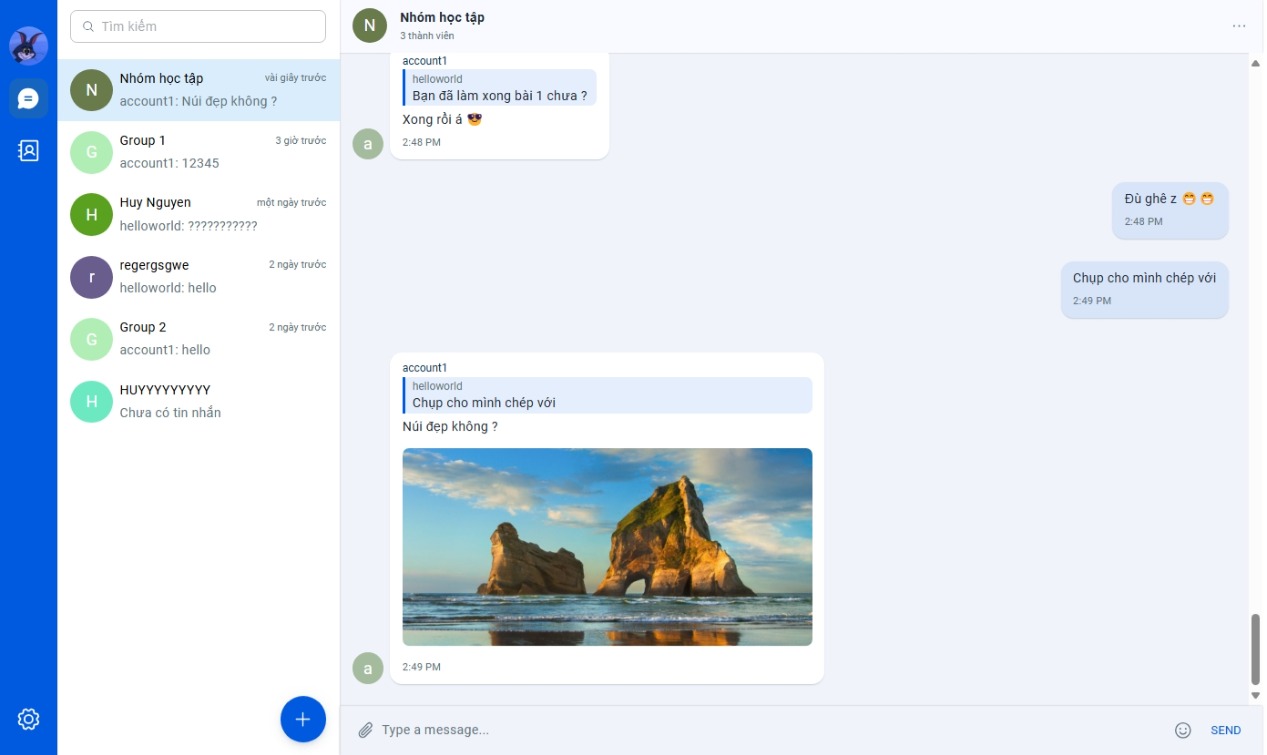 Tìm kiếm
Nhóm học tập
vài giây trước
account1: Núi đẹp không ?
Group 1
3 giờ trước
account1: 12345
Huy Nguyen
một ngày trước
helloworld: ???????????
regergsgwe
2 ngày trước
helloworld: hello
Group 2
2 ngày trước
account1: hello
HUYYYYYYYYY
Chưa có tin nhắn
Nhóm học tập
3 thành viên
account1
helloworld
Bạn đã làm xong bài 1 chưa ?
Xong rồi á 😎
2:48 PM
Đù ghê z 😁 😁
2:48 PM
Chụp cho mình chép với
2:49 PM
account1
helloworld
Chụp cho mình chép với
Núi đẹp không ?
2:49 PM
Type a message...
SEND
N
G
H
r
G
H
N
a
a